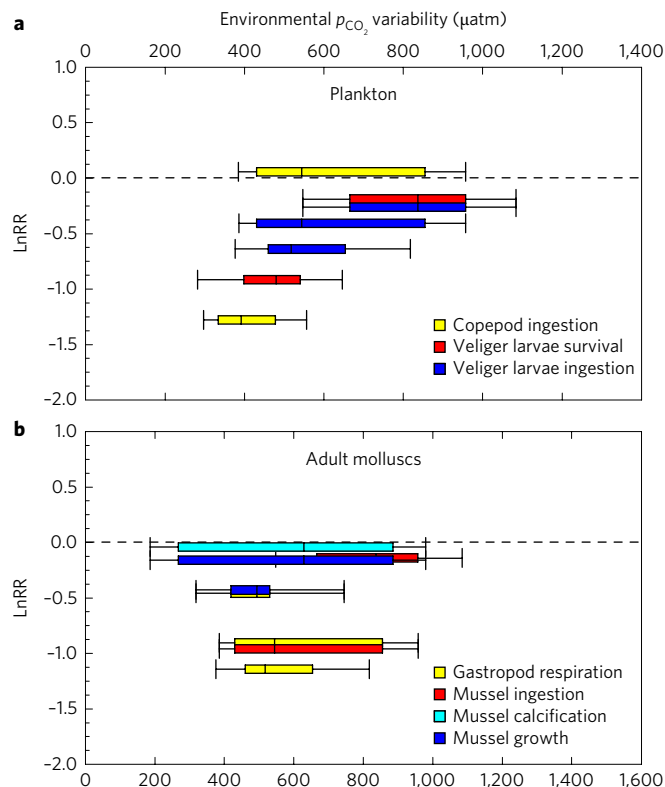 a
Environmental pCO2 variability (µatm)
0 200 400 600 800 1,000 1,200 1,400
1.0
0.5
0.0
−0.5
−1.0
−1.5
−2.0
LnRR
Plankton
Copepod ingestion
Veliger larvae survival
Veliger larvae ingestion
b
1.0
0.5
0.0
−0.5
−1.0
−1.5
−2.0
LnRR
Adult molluscs
Gastropod respiration
Mussel ingestion
Mussel calcification
Mussel growth
0 200 400 600 800 1,000 1,200 1,400 1,600